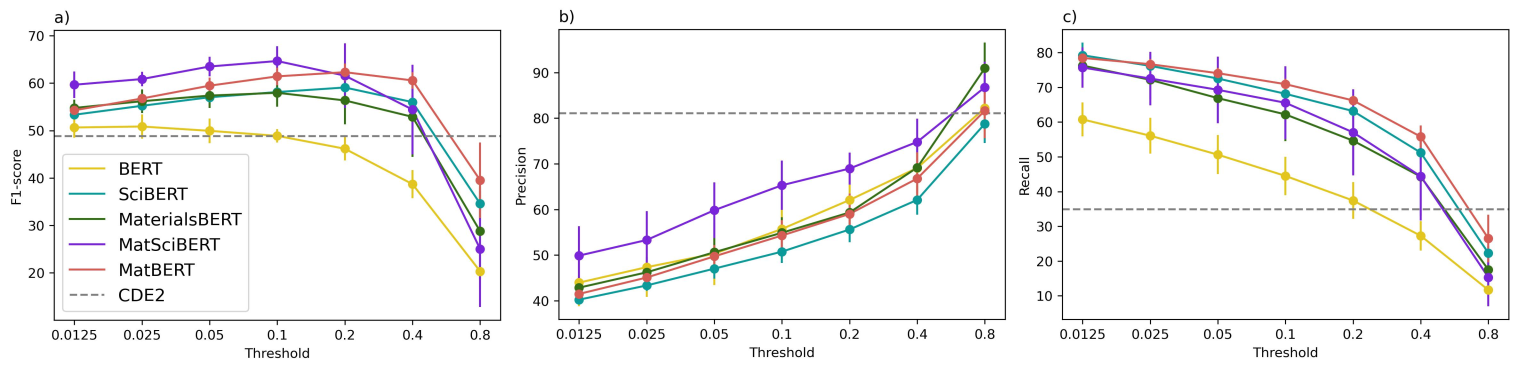 a)
F1-score
70
60
50
40
30
20
BERT
SciBERT
MaterialsBERT
MatSciBERT
MatBERT
CDE2
0.0125 0.025 0.05 0.1 0.2 0.4 0.8
Threshold
b)
Precision
90
80
70
60
50
40
0.0125 0.025 0.05 0.1 0.2 0.4 0.8
Threshold
c)
Recall
80
70
60
50
40
30
20
10
0.0125 0.025 0.05 0.1 0.2 0.4 0.8
Threshold